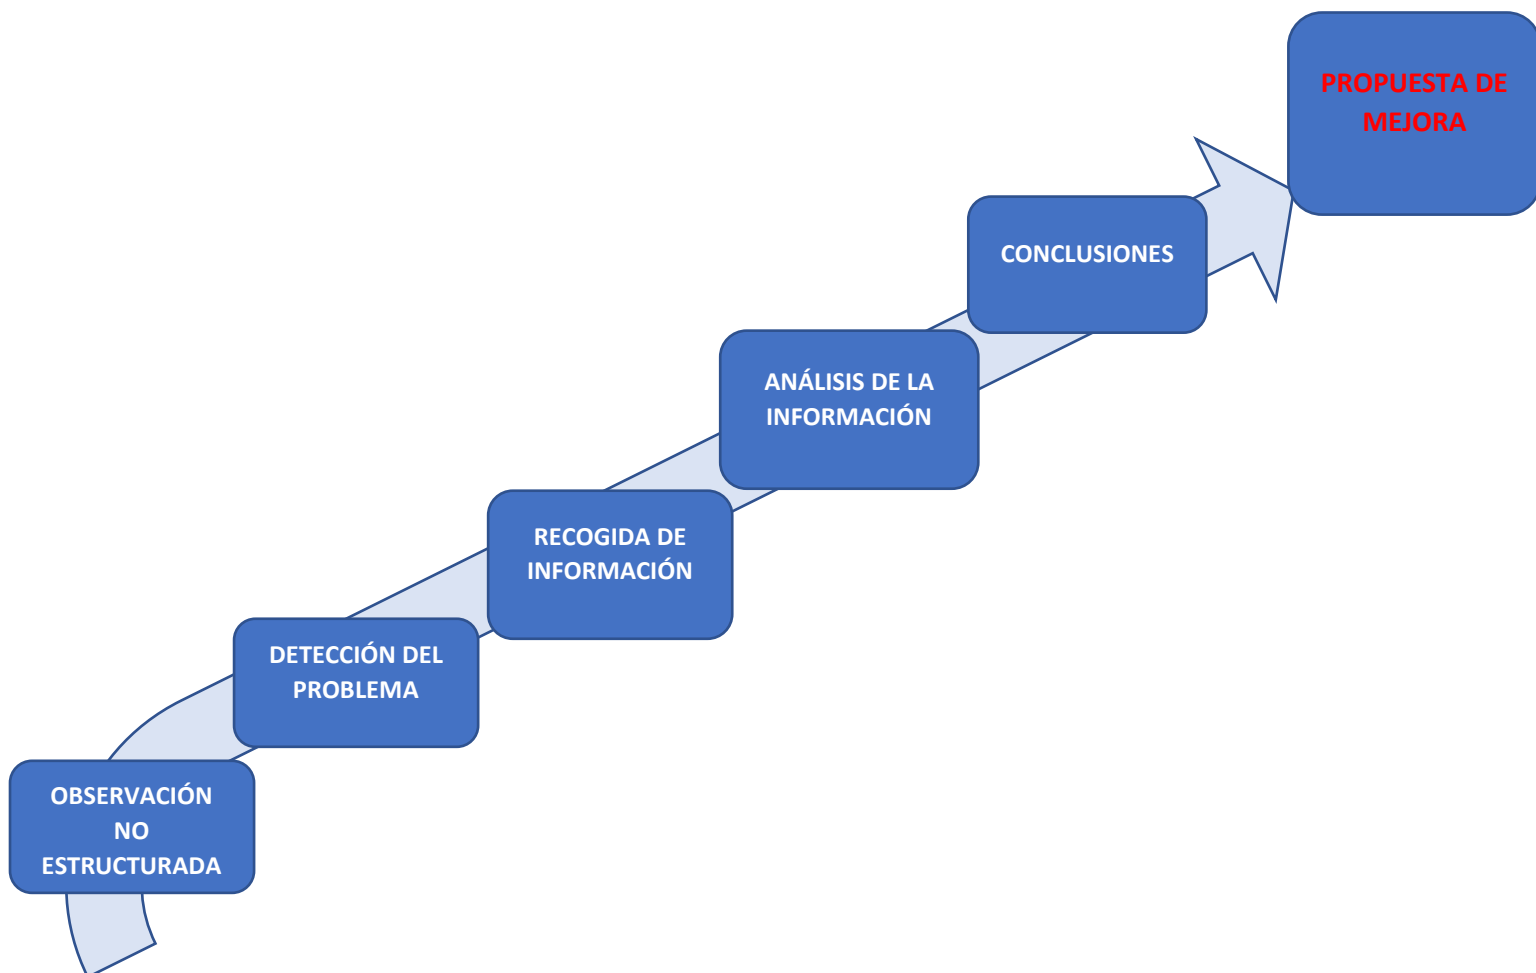 PROPUESTA DE
MEJORA
CONCLUSIONES
ANÁLISIS DE LA
INFORMACIÓN
RECOGIDA DE
INFORMACIÓN
DETECCIÓN DEL
PROBLEMA
OBSERVACIÓN
NO
ESTRUCTURADA